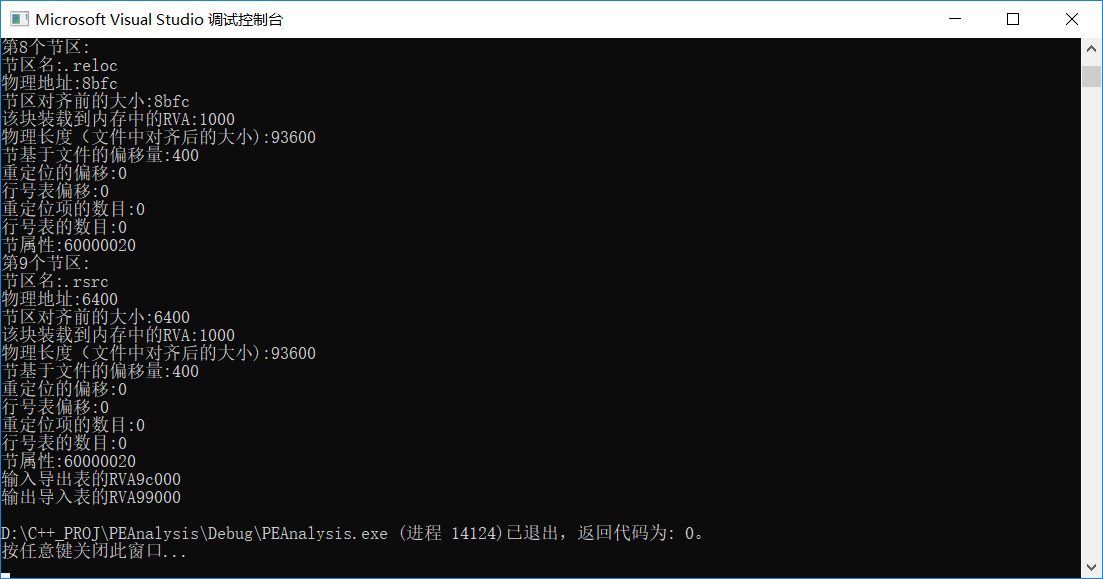 Microsoft Visual Studio 调试控制台
第8个节区:
节区名:.reloc
物理地址:8bfc
节区对齐前的大小:8bfc
该块装载到内存中的RVA:1000
物理长度（文件中对齐后的大小):93600
节基于文件的偏移量:400
重定位的偏移:0
行号表偏移:0
重定位项的数目:0
行号表的数目:0
节属性:60000020
第9个节区:
节区名:.rsrc
物理地址:6400
节区对齐前的大小:6400
该块装载到内存中的RVA:1000
物理长度（文件中对齐后的大小):93600
节基于文件的偏移量:400
重定位的偏移:0
行号表偏移:0
重定位项的数目:0
行号表的数目:0
节属性:60000020
输入导出表的RVA9c000
输出导入表的RVA99000
D:\C++_PROJ\PEAnalysis\Debug\PEAnalysis.exe (进程 14124)已退出，返回代码为: 0。
按任意键关闭此窗口...